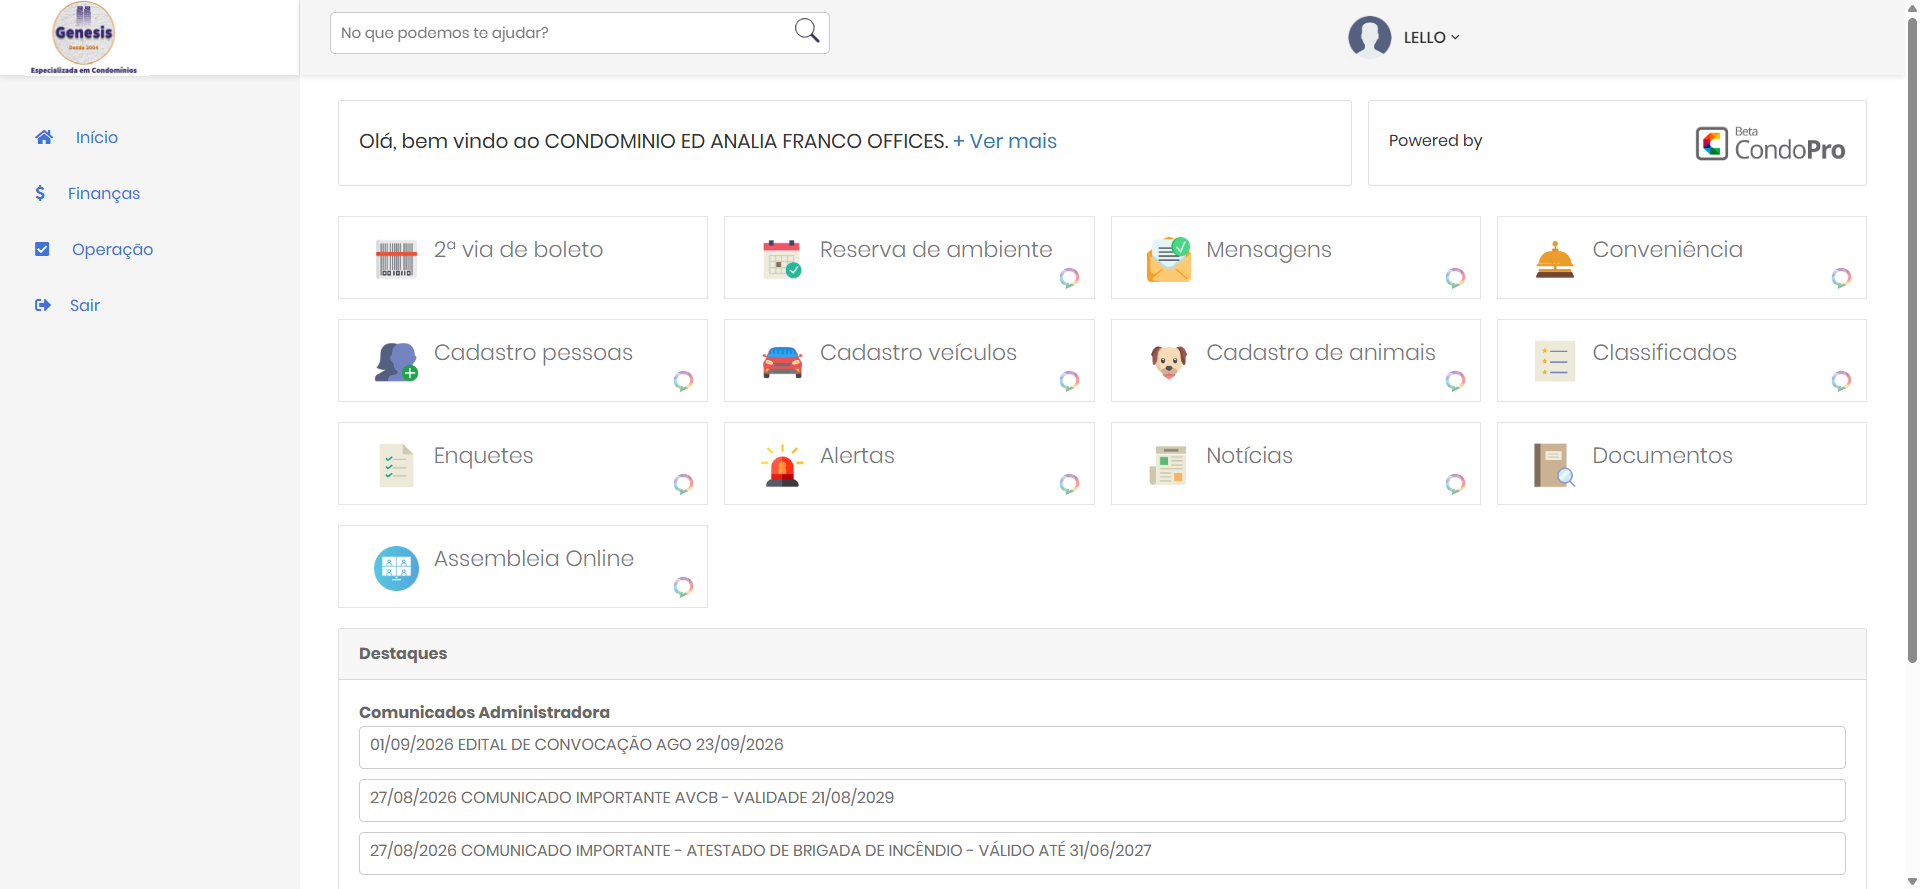 Genesis
Desde 2004
Especializada em Condomínios
No que podemos te ajudar?
LELLO
Início
Finanças
Operação
Sair
Olá, bem vindo ao CONDOMINIO ED ANALIA FRANCO OFFICES. + Ver mais
Powered by
Beta
CondoPro
2ª via de boleto
Reserva de ambiente
Mensagens
Conveniência
Cadastro pessoas
Cadastro veículos
Cadastro de animais
Classificados
Enquetes
Alertas
Notícias
Documentos
Assembleia Online
Destaques
Comunicados Administradora
01/09/2026 EDITAL DE CONVOCAÇÃO AGO 23/09/2026
27/08/2026 COMUNICADO IMPORTANTE AVCB - VALIDADE 21/08/2029
27/08/2026 COMUNICADO IMPORTANTE - ATESTADO DE BRIGADA DE INCÊNDIO - VÁLIDO ATÉ 31/06/2027